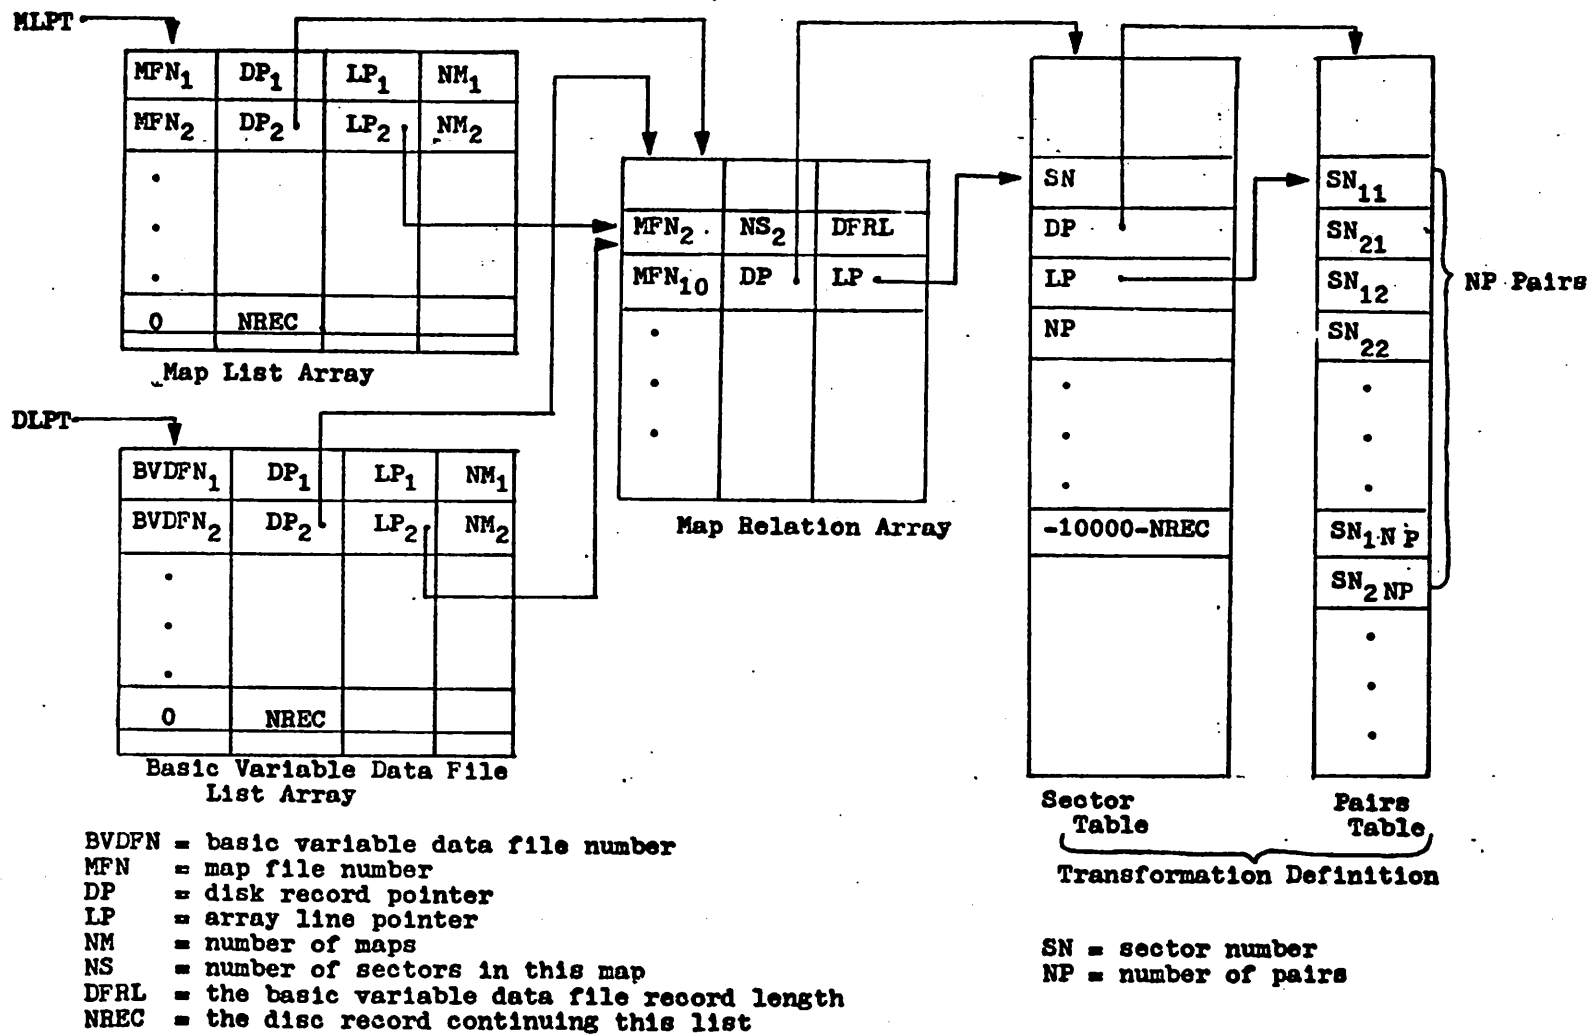 MLPT
MFN1 DP1 LP1 NM1
MFN2 DP2 LP2 NM2
0 NREC
Map List Array
DLPT
BVDFN1 DP1 LP1 NM1
BVDFN2 DP2 LP2 NM2
0 NREC
Basic Variable Data File
List Array
MFN2 NS2 DFRL
MFN10 DP LP
Map Relation Array
SN
DP
LP
NP
-10000-NREC
Sector
Table
SN11
SN21
SN12
SN22
SN1NP
SN2NP
NP Pairs
Pairs
Table
Transformation Definition
BVDFN = basic variable data file number
MFN = map file number
DP = disk record pointer
LP = array line pointer
NM = number of maps
NS = number of sectors in this map
DFRL = the basic variable data file record length
NREC = the disc record continuing this list
SN = sector number
NP = number of pairs